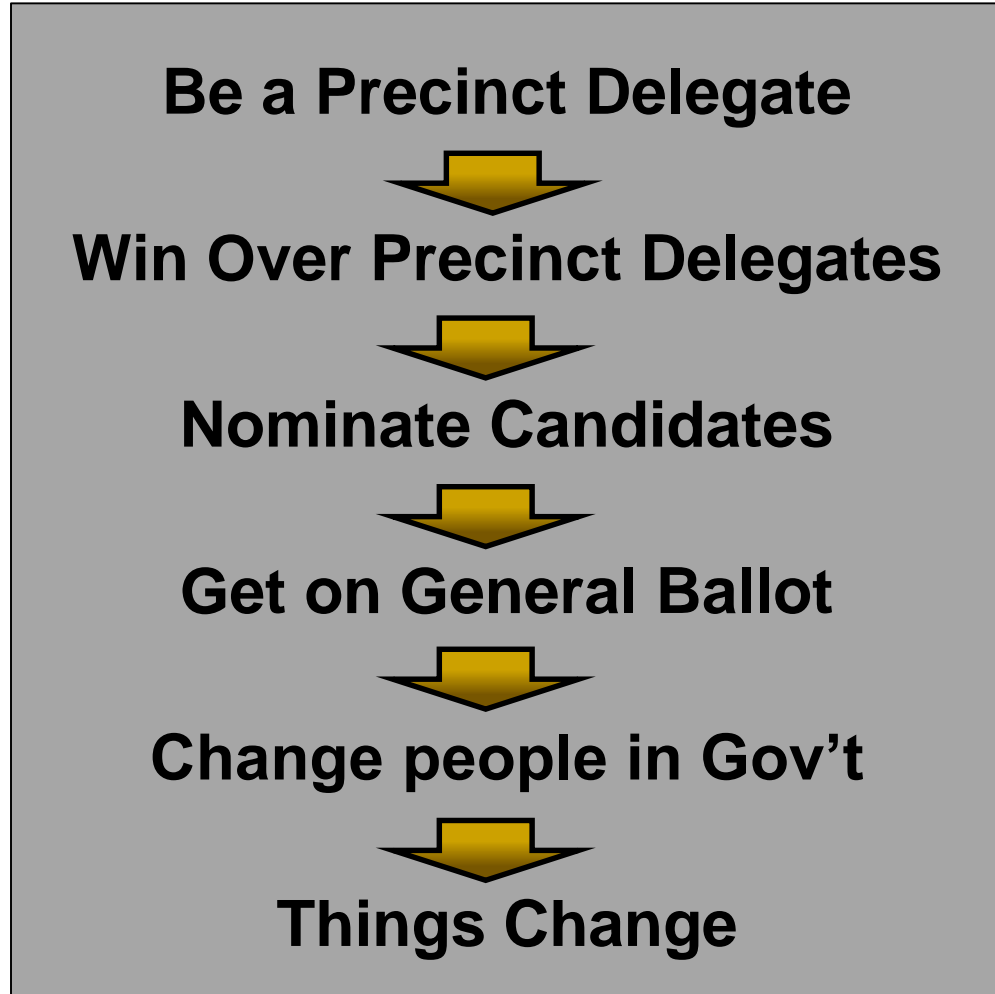 Be a Precinct Delegate
Win Over Precinct Delegates
Nominate Candidates
Get on General Ballot
Change people in Gov’t
Things Change